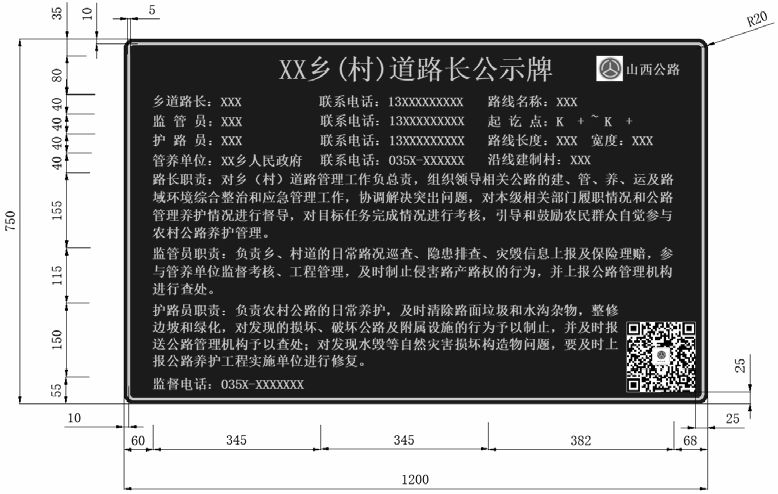 35
10
5
R20
XX乡(村)道路长公示牌
山西公路
乡道路长：XXX 联系电话：13XXXXXXXXX 路线名称：XXX
监 管 员：XXX 联系电话：13XXXXXXXXX 起 讫 点：K + ~ K +
护 路 员：XXX 联系电话：13XXXXXXXXX 路线长度：XXX 宽度：XXX
管养单位：XX乡人民政府 联系电话：035X-XXXXXXX 沿线建制村：XXX
路长职责：对乡（村）道路管理工作负总责，组织领导相关公路的建、管、养、运及路
域环境综合整治和应急管理工作，协调解决突出问题，对本级相关部门履职情况和公路
管理养护情况进行督导，对目标任务完成情况进行考核，引导和鼓励农民群众自觉参与
农村公路养护管理。
监管员职责：负责乡、村道的日常路况巡查、隐患排查、灾毁信息上报及保险理赔，参
与管养单位监督考核、工程管理，及时制止侵害路产路权的行为，并上报公路管理机构
进行查处。
护路员职责：负责农村公路的日常养护，及时清除路面垃圾和水沟杂物，整修
边坡和绿化，对发现的损坏、破坏公路及附属设施的行为予以制止，并及时报
送公路管理机构予以查处；对发现水毁等自然灾害损坏构造物问题，要及时上
报公路养护工程实施单位进行修复。
监督电话：035X-XXXXXXX
750
80
40
40
40
40
155
115
150
55
10
25
25
60
345
345
382
68
1200